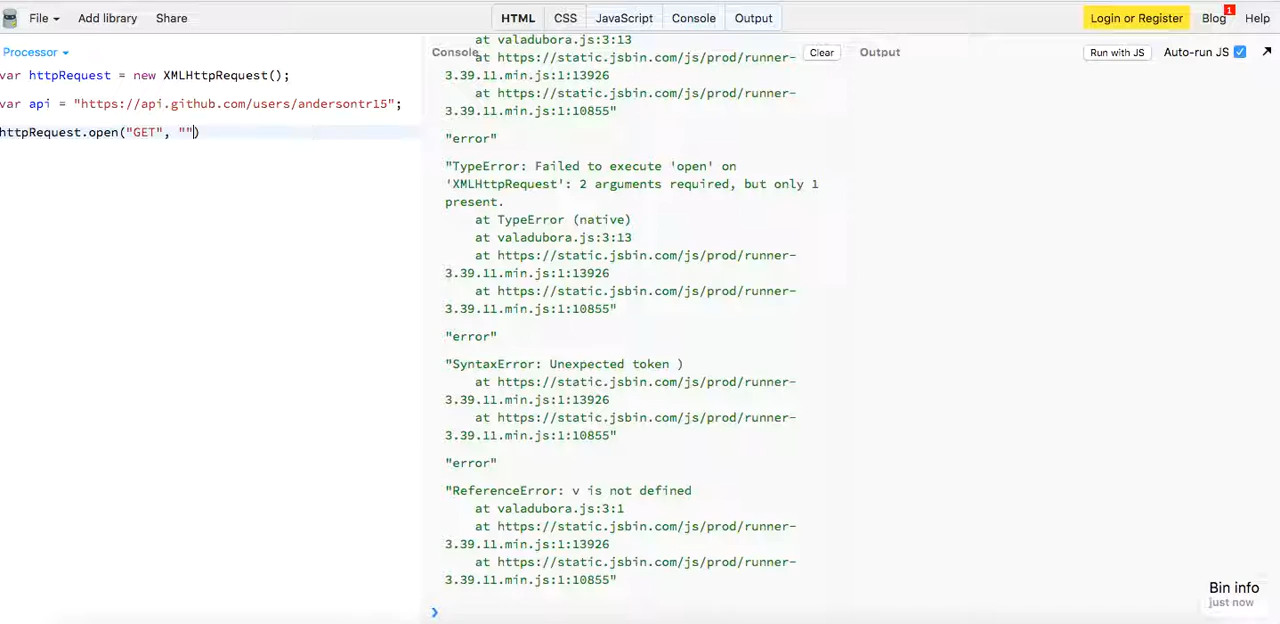 File
Add library
Share
HTML
CSS
JavaScript
Console
Output
Login or Register
Blog
1
Help
Processor
var httpRequest = new XMLHttpRequest();
var api = "https://api.github.com/users/andersontr15";
httpRequest.open("GET", "")
Console
Clear
at valadubora.js:3:13
at https://static.jsbin.com/js/prod/runner-
3.39.11.min.js:1:13926
at https://static.jsbin.com/js/prod/runner-
3.39.11.min.js:1:10855"
"error"
"TypeError: Failed to execute 'open' on
'XMLHttpRequest': 2 arguments required, but only 1
present.
at TypeError (native)
at valadubora.js:3:13
at https://static.jsbin.com/js/prod/runner-
3.39.11.min.js:1:13926
at https://static.jsbin.com/js/prod/runner-
3.39.11.min.js:1:10855"
"error"
"SyntaxError: Unexpected token )
at https://static.jsbin.com/js/prod/runner-
3.39.11.min.js:1:13926
at https://static.jsbin.com/js/prod/runner-
3.39.11.min.js:1:10855"
"error"
"ReferenceError: v is not defined
at valadubora.js:3:1
at https://static.jsbin.com/js/prod/runner-
3.39.11.min.js:1:13926
at https://static.jsbin.com/js/prod/runner-
3.39.11.min.js:1:10855"
Output
Run with JS
Auto-run JS
Bin info
just now